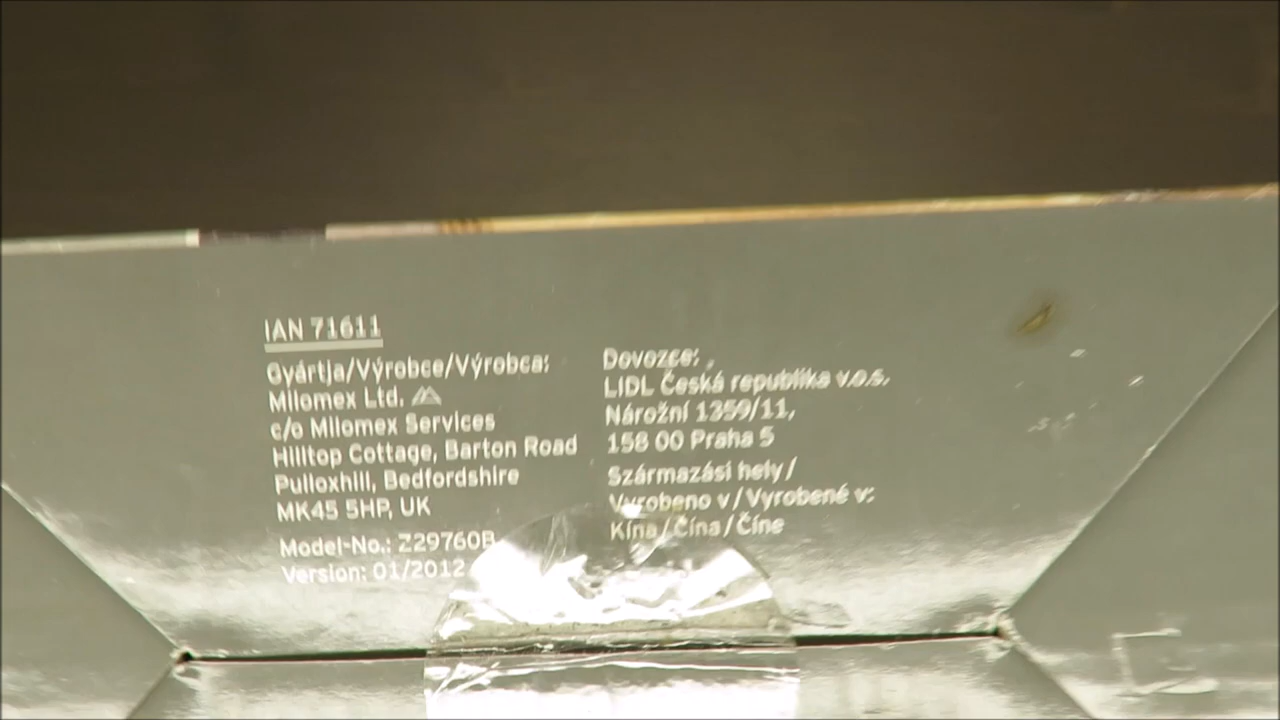 IAN 71611
Gyártja/Výrobce/Výrobca:
Milomex Ltd.
c/o Milomex Services
Hilltop Cottage, Barton Road
Pulloxhill, Bedfordshire
MK45 5HP, UK
Model-No.: Z29760B
Version: 01/2012
Dovozce:
LIDL Česká republika v.o.s.
Nárožní 1359/11,
158 00 Praha 5
Származási hely/
Vyrobeno v/Vyrobené v:
Kína/Čína/Číne